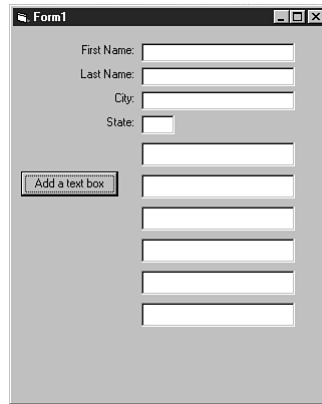 Form1
First Name:
Last Name:
City:
State:
Add a text box